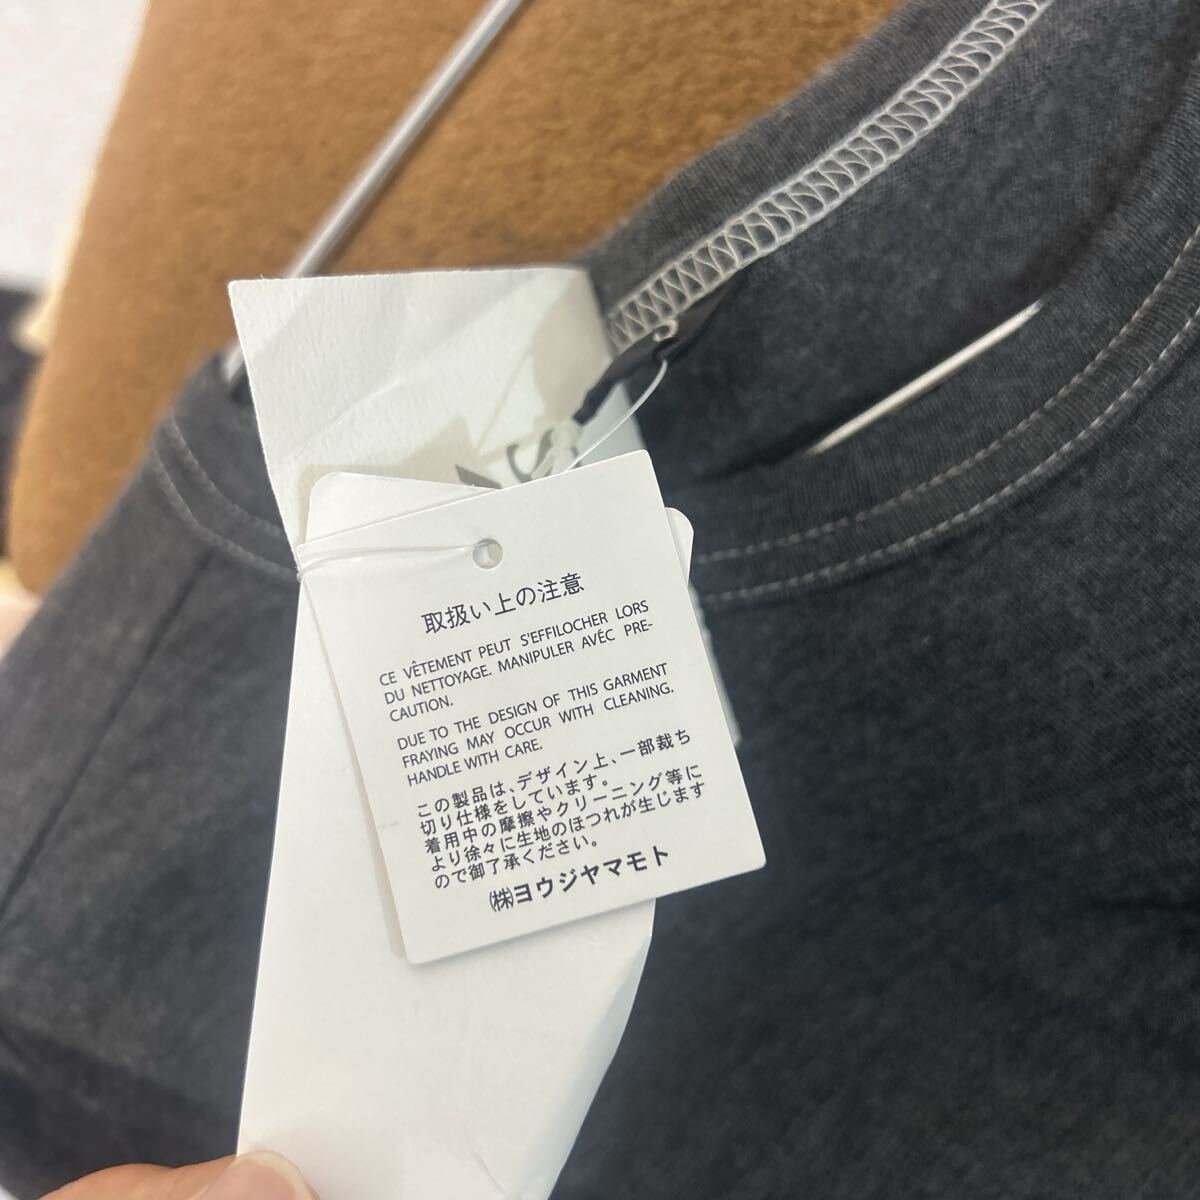 取扱い上の注意
CE VÊTEMENT PEUT S'EFFILOCHER LORS
DU NETTOYAGE. MANIPULER AVÉC PRE-
CAUTION.
DUE TO THE DESIGN OF THIS GARMENT
FRAYING MAY OCCUR WITH CLEANING.
HANDLE WITH CARE.
この製品は、デザイン上、一部裁ち
切り仕様をしています。
着用中の摩擦やクリーニング等に
より徐々に生地のほつれが生じます
ので御了承ください。
㈱ヨウジヤマモト